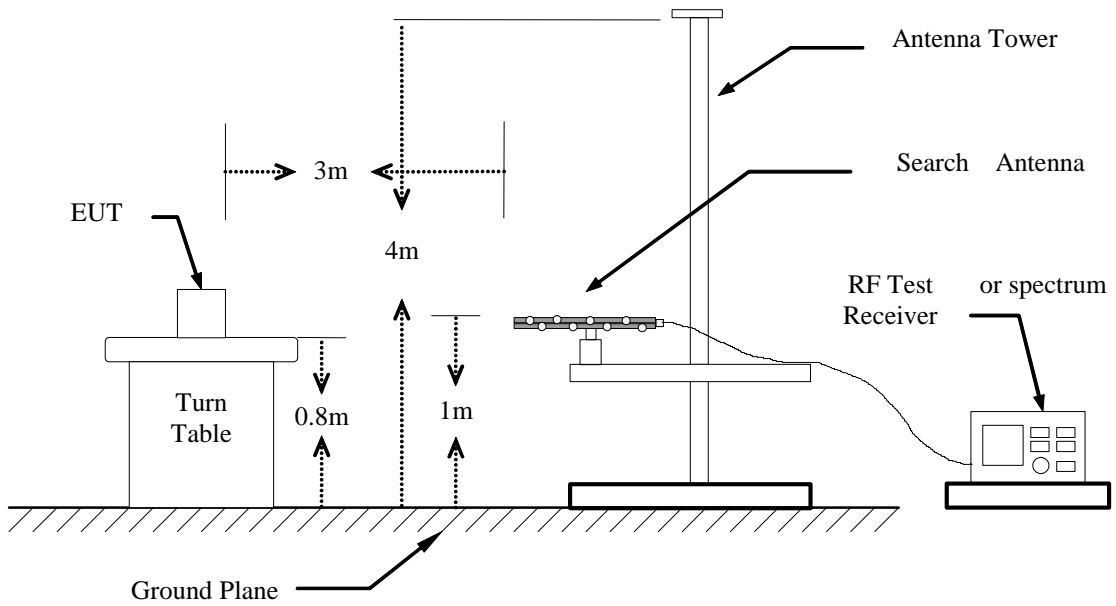 Antenna Tower
3m
Search Antenna
EUT
4m
RF Test or spectrum
Receiver
Turn
Table
0.8m
1m
Ground Plane